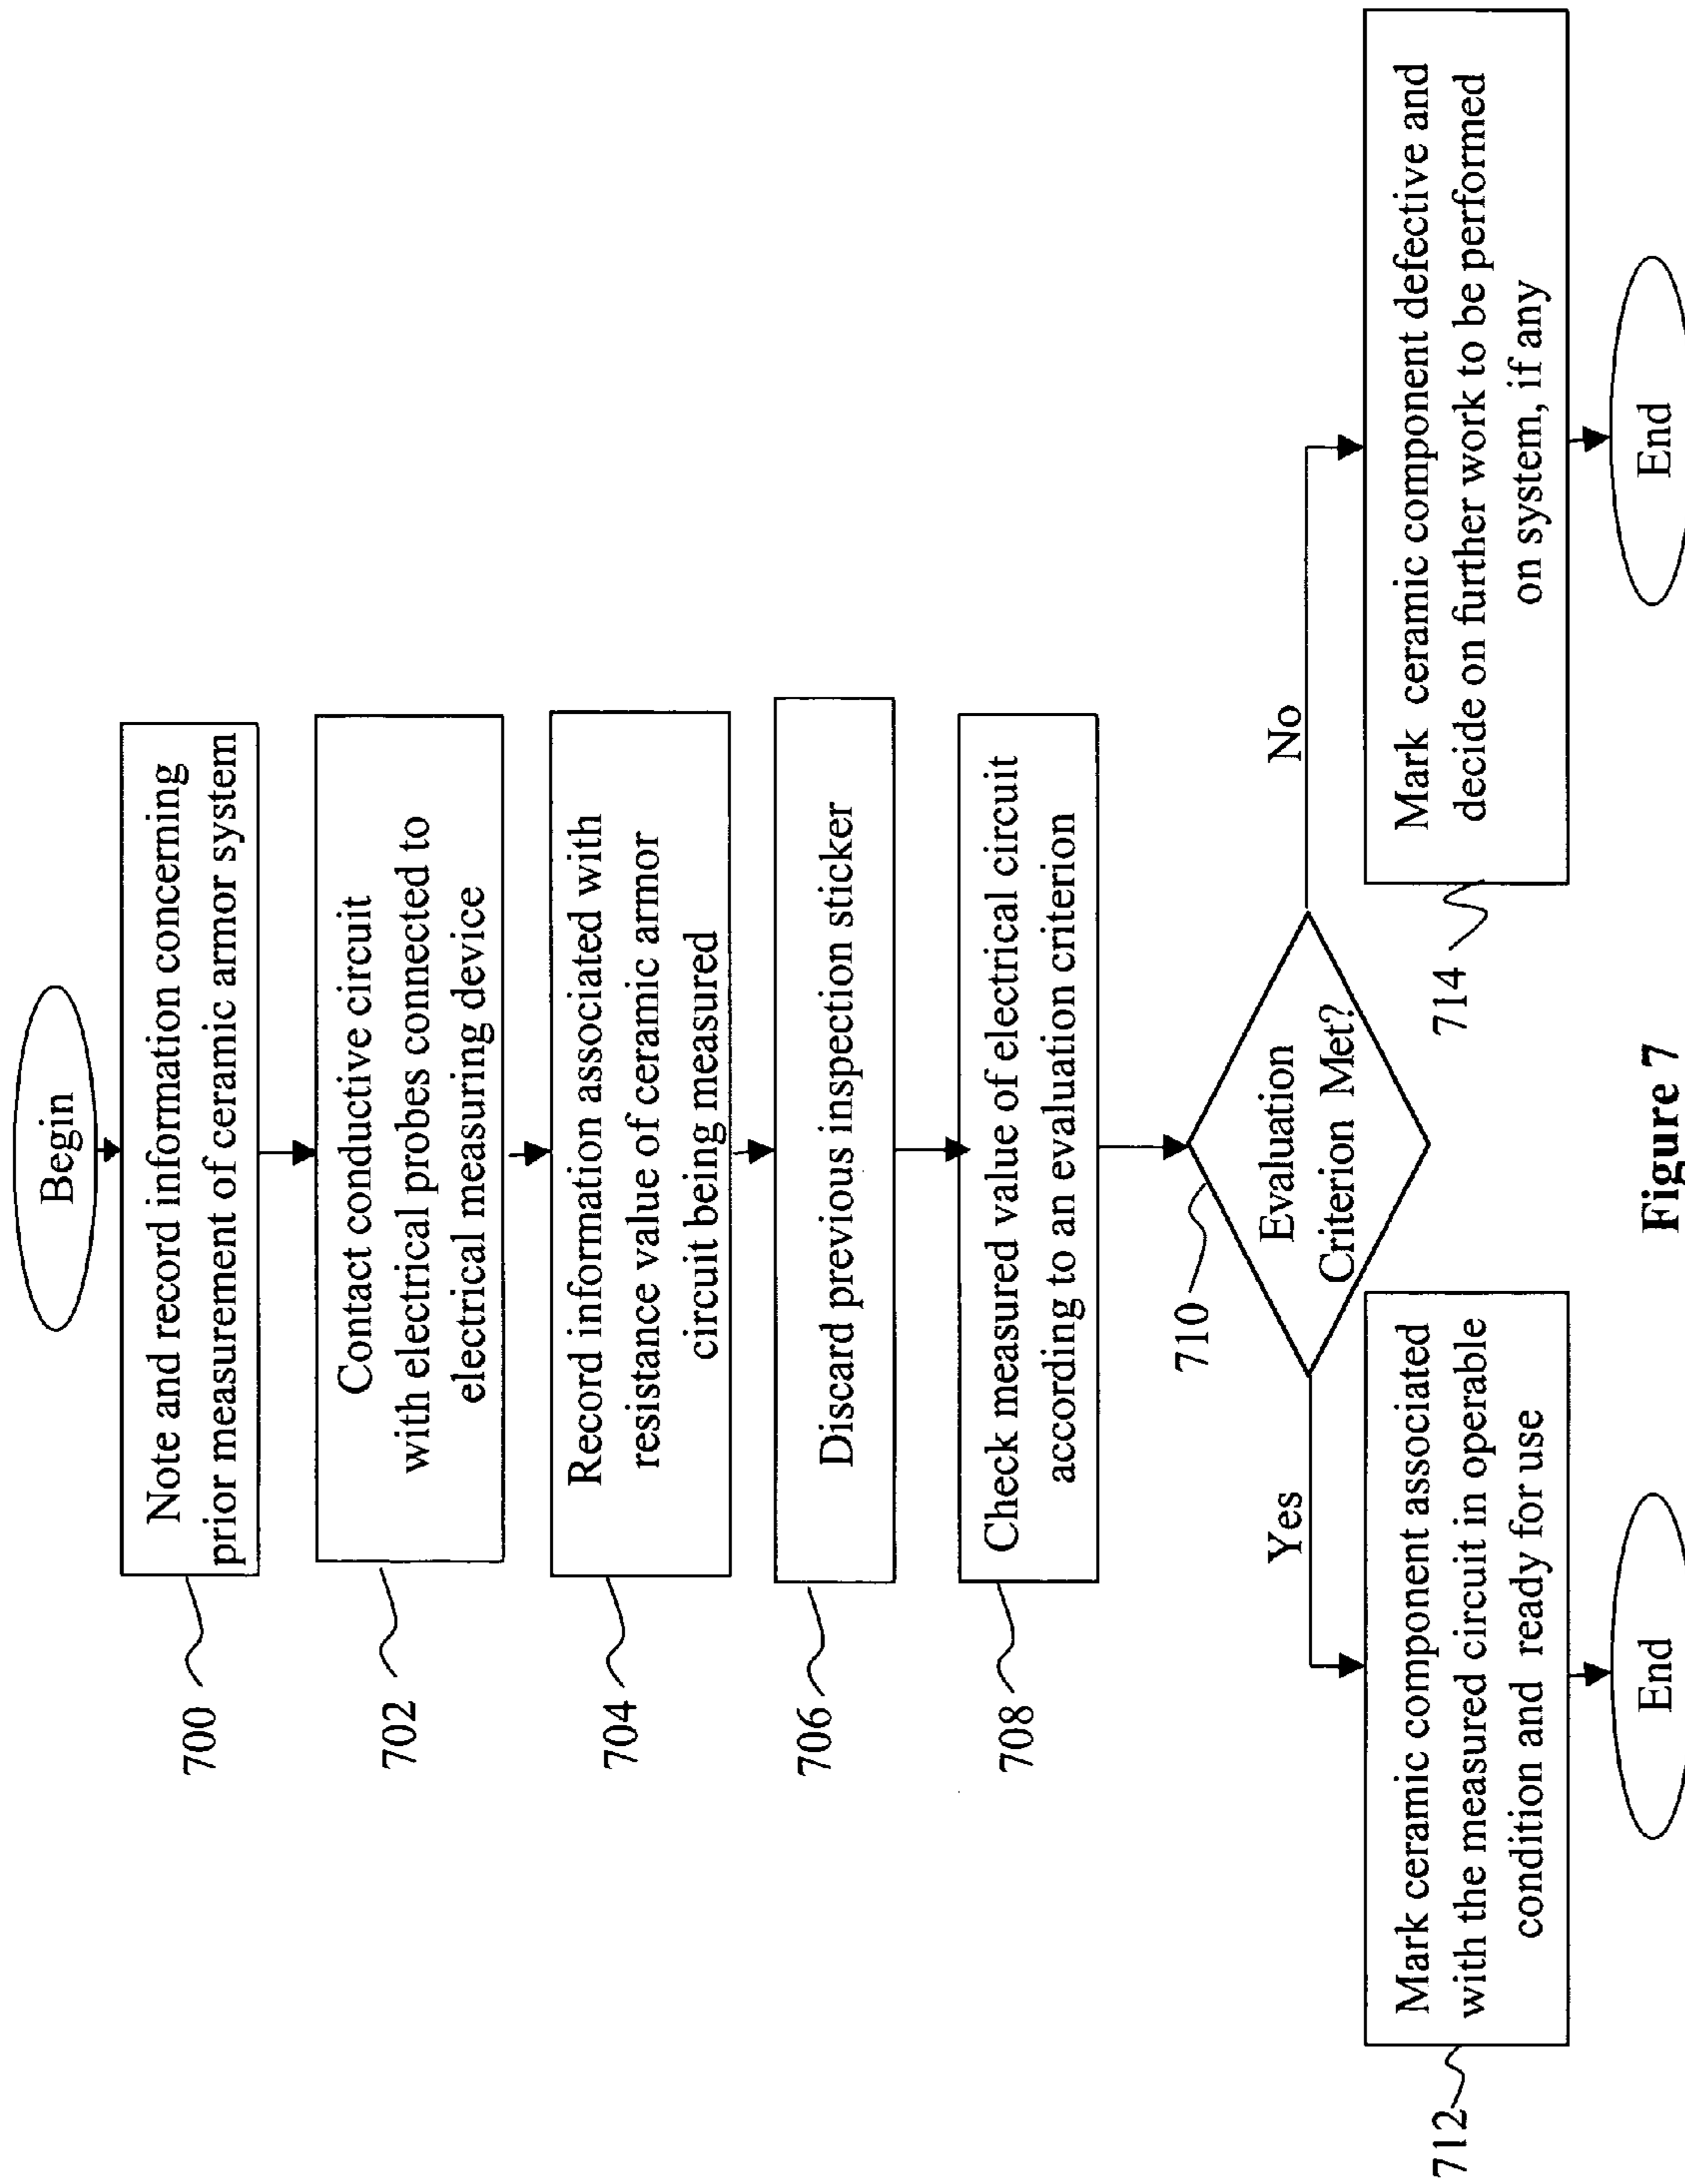 Begin
Note and record information concerning
prior measurement of ceramic armor system
700
Contact conductive circuit
with electrical probes connected to
electrical measuring device
702
Record information associated with
resistance value of ceramic armor
circuit being measured
704
Discard previous inspection sticker
706
Check measured value of electrical circuit
according to an evaluation criterion
708
710
Evaluation
Criterion Met?
Yes
No
Mark ceramic component associated
with the measured circuit in operable
condition and ready for use
712
Mark ceramic component defective and
decide on further work to be performed
on system, if any
714
End
End
Figure 7